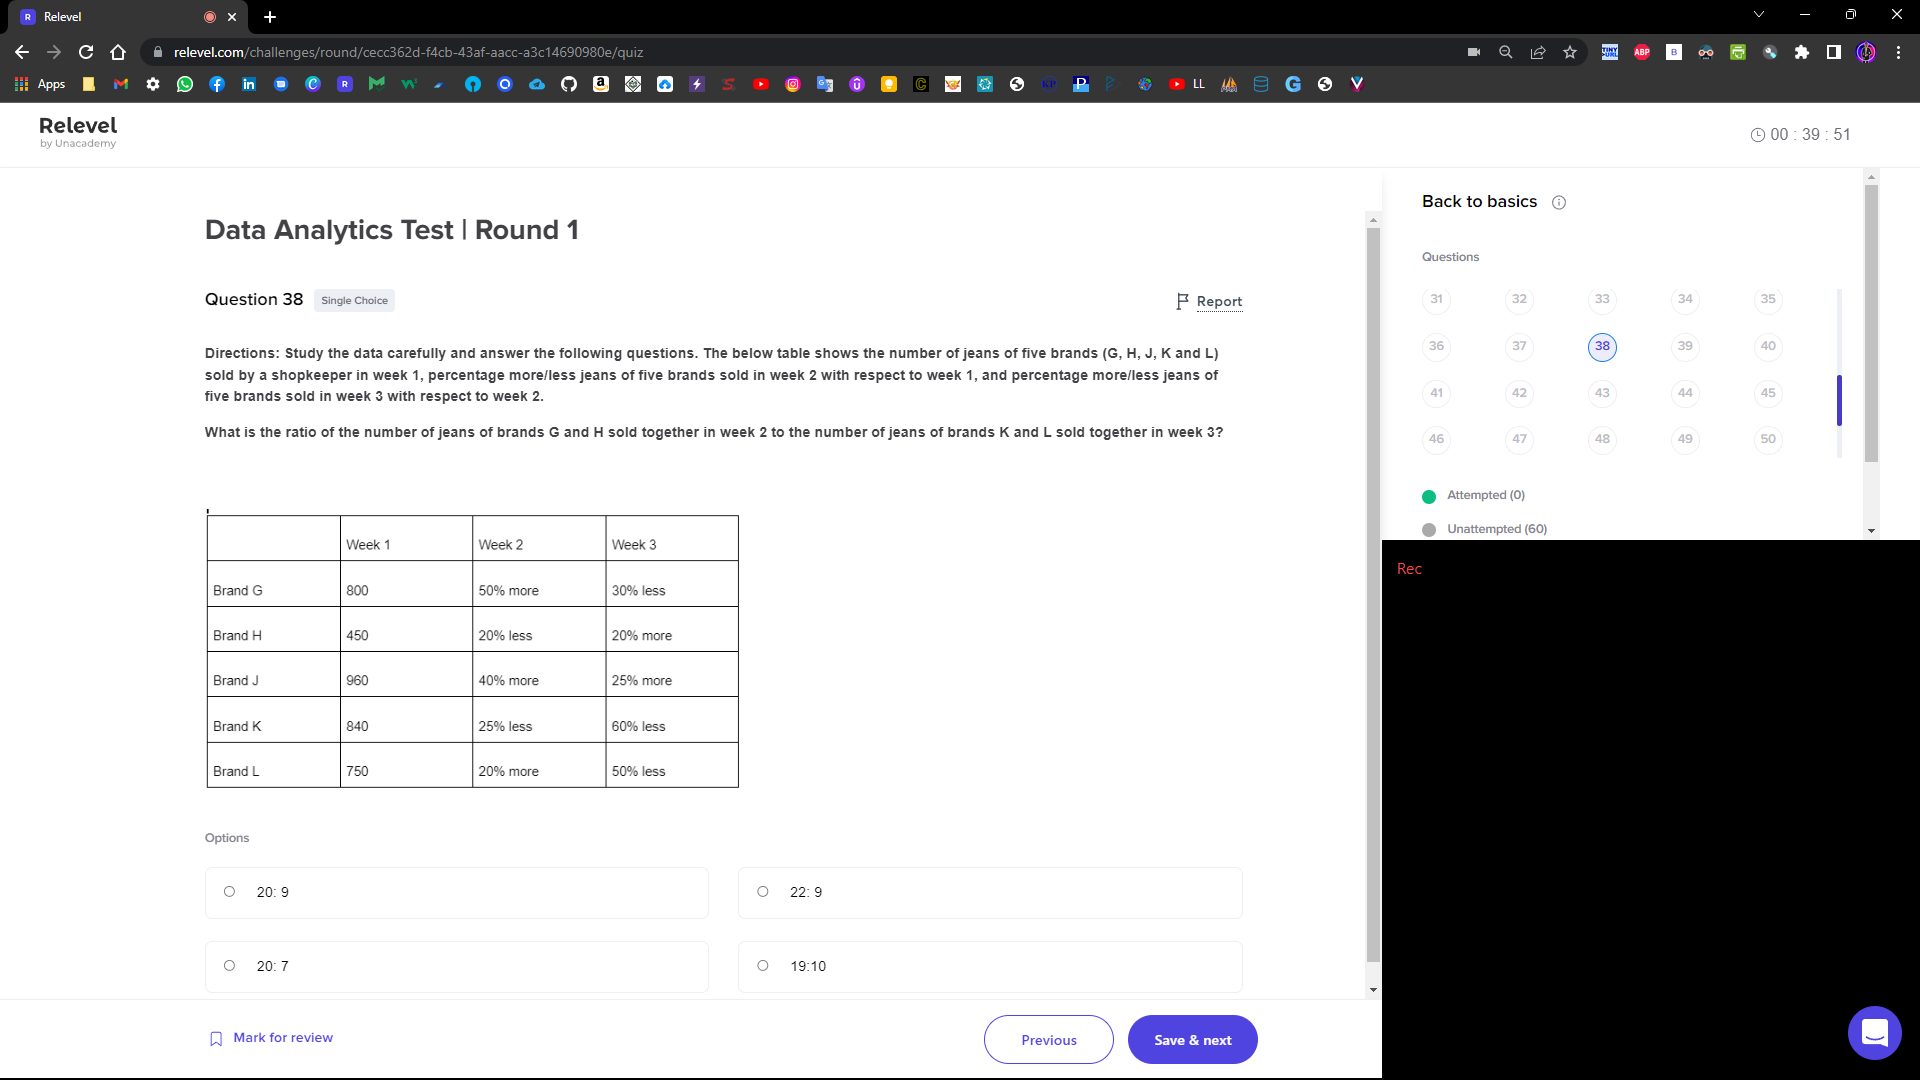 Relevel
relevel.com/challenges/round/cecc362d-f4cb-43af-aacc-a3c14690980e/quiz
Apps
LL
Relevel
by Unacademy
00 : 39 : 51
Data Analytics Test | Round 1
Question 38
Single Choice
Report
Directions: Study the data carefully and answer the following questions. The below table shows the number of jeans of five brands (G, H, J, K and L)
sold by a shopkeeper in week 1, percentage more/less jeans of five brands sold in week 2 with respect to week 1, and percentage more/less jeans of
five brands sold in week 3 with respect to week 2.
What is the ratio of the number of jeans of brands G and H sold together in week 2 to the number of jeans of brands K and L sold together in week 3?
Week 1 Week 2 Week 3
Brand G 800 50% more 30% less
Brand H 450 20% less 20% more
Brand J 960 40% more 25% more
Brand K 840 25% less 60% less
Brand L 750 20% more 50% less
Options
20: 9
22: 9
20: 7
19:10
Mark for review
Previous
Save & next
Back to basics
Questions
31 32 33 34 35
36 37 38 39 40
41 42 43 44 45
46 47 48 49 50
Attempted (0)
Unattempted (60)
Rec